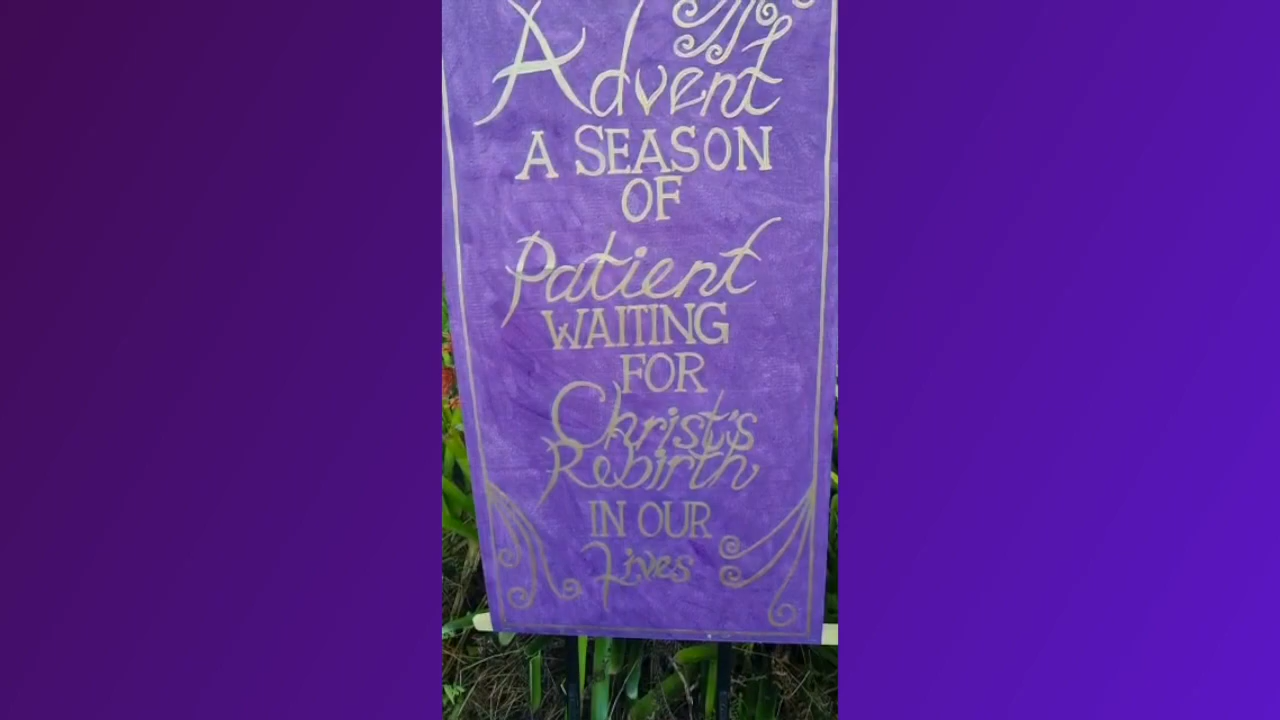 Advent
A SEASON
OF
Patient
WAITING
FOR
Christ's
Rebirth
IN OUR
Lives